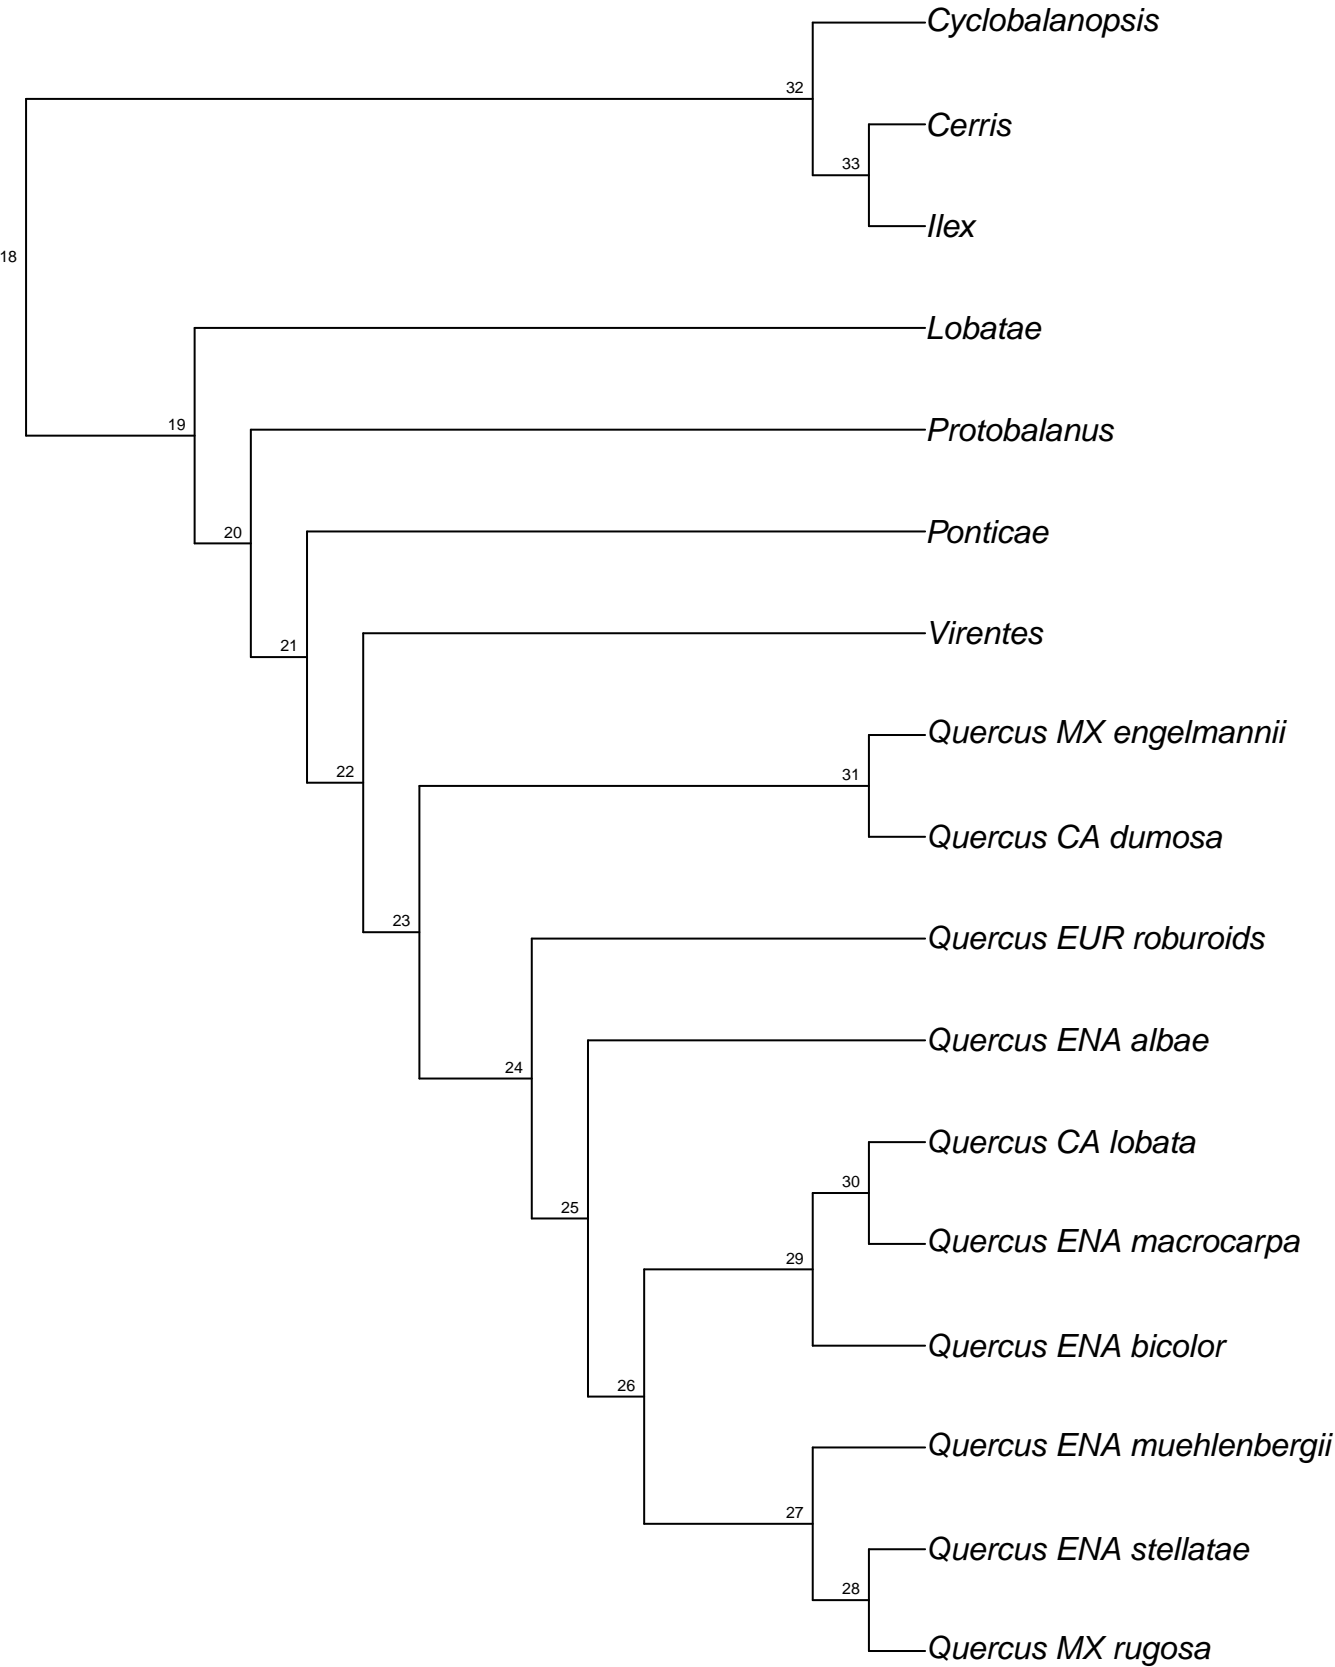 Cyclobalanopsis
32
Cerris
33
Ilex
18
Lobatae
19
Protobalanus
20
Ponticae
21
Virentes
Quercus MX engelmannii
22
31
Quercus CA dumosa
23
Quercus EUR roburoids
Quercus ENA albae
24
Quercus CA lobata
30
25
Quercus ENA macrocarpa
29
Quercus ENA bicolor
26
Quercus ENA muehlenbergii
27
Quercus ENA stellatae
28
Quercus MX rugosa